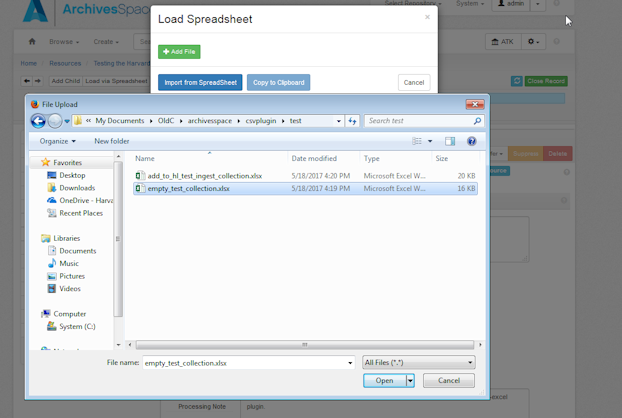 ArchivesSpace
Select Repository
System
admin
Load Spreadsheet
×
Browse
Create
ATK
+ Add File
Home
Resources
Testing the Harvard
Import from SpreadSheet
Copy to Clipboard
Cancel
Add Child
Load via Spreadsheet
Close Record
File Upload
« My Documents OldC archivesspace csvplugin test
Search test
Organize
New folder
Favorites
Desktop
Downloads
OneDrive - Harva
Recent Places
Libraries
Documents
Music
Pictures
Videos
Computer
System (C:)
Name Date modified Type Size
add_to_hl_test_ingest_collection.xlsx 5/18/2017 4:20 PM Microsoft Excel W... 20 KB
empty_test_collection.xlsx 5/18/2017 4:19 PM Microsoft Excel W... 16 KB
Delete
File name: empty_test_collection.xlsx
All Files (*.*)
Open
Cancel
excel
Processing Note
plugin.